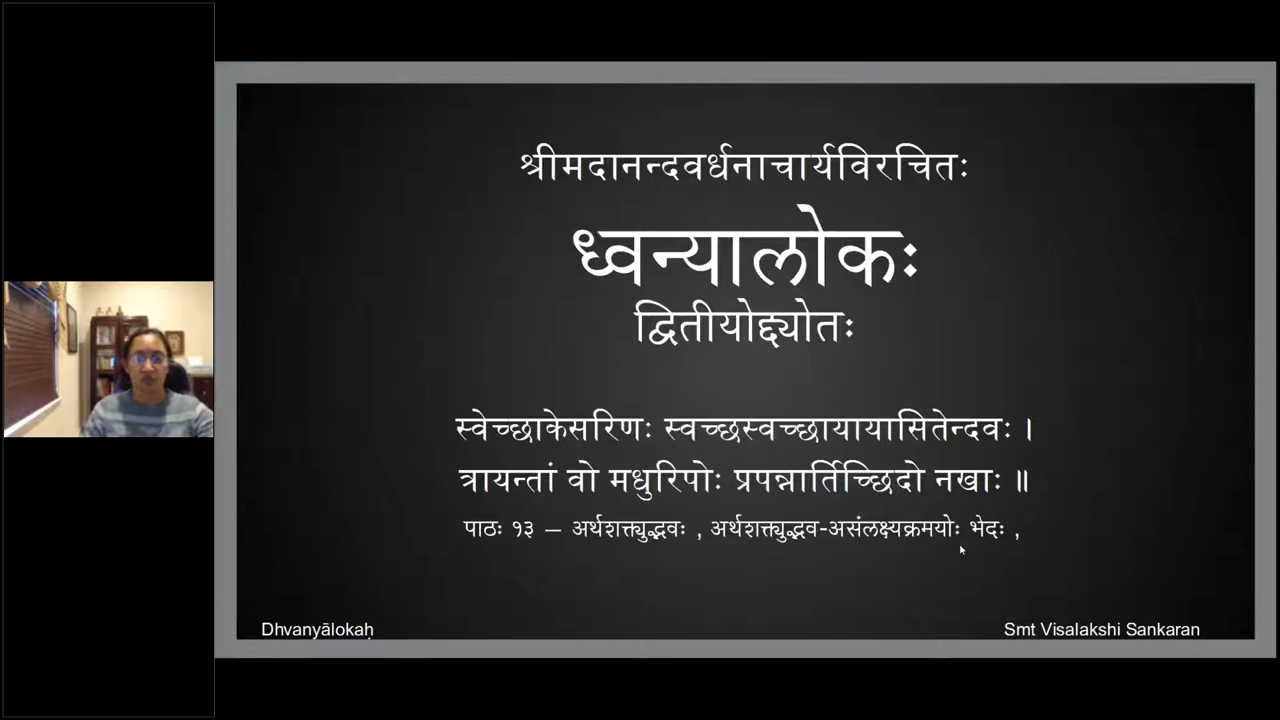 श्रीमदानन्दवर्धनाचार्यविरचितः
ध्वन्यालोकः
द्वितीयोद्द्योतः
स्वेच्छाकेसरिणः स्वच्छस्वच्छायायासितेन्दवः ।
त्रायन्तां वो मधुरिपोः प्रपन्नार्तिच्छिदो नखाः ॥
पाठः १३ – अर्थशक्त्युद्भवः , अर्थशक्त्युद्भव-असंलक्ष्यक्रमयोः भेदः ,
Dhvanyālokaḥ
Smt Visalakshi Sankaran